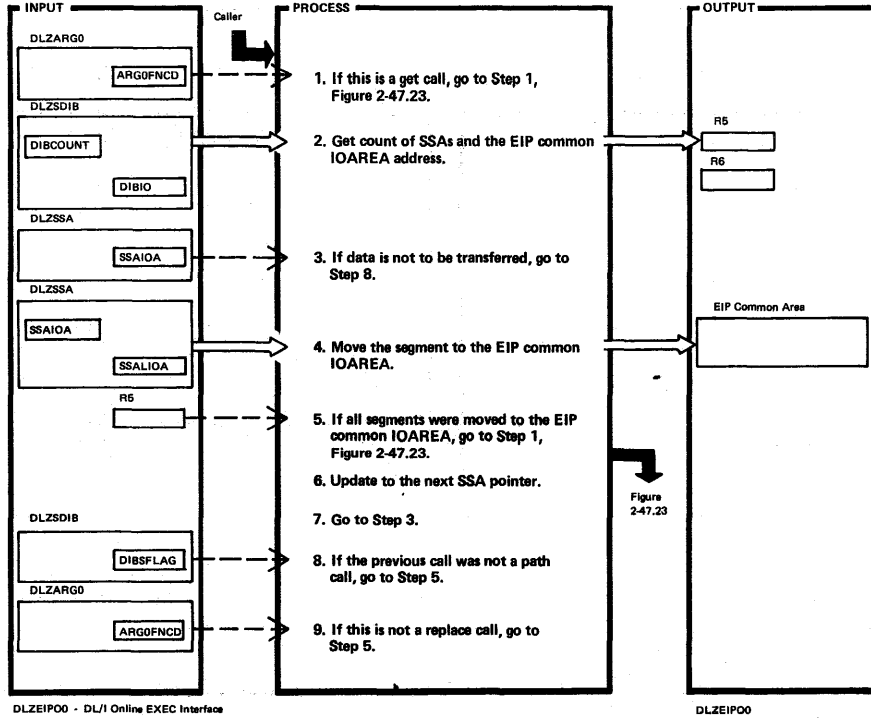 INPUT
PROCESS
OUTPUT
Caller
DLZARG0
ARG0FNCD
1. If this is a get call, go to Step 1,
Figure 2-47.23.
DLZSDIB
DIBCOUNT
DIBIO
2. Get count of SSAs and the EIP common
IOAREA address.
R5
R6
DLZSSA
SSAIOA
3. If data is not to be transferred, go to
Step 8.
DLZSSA
SSAIOA
SSALIOA
4. Move the segment to the EIP common
IOAREA.
EIP Common Area
R5
5. If all segments were moved to the EIP
common IOAREA, go to Step 1,
Figure 2-47.23.
6. Update to the next SSA pointer.
Figure
2-47.23
7. Go to Step 3.
DLZSDIB
DIBSFLAG
8. If the previous call was not a path
call, go to Step 5.
DLZARG0
ARG0FNCD
9. If this is not a replace call, go to
Step 5.
DLZEIPO0 - DL/I Online EXEC Interface
DLZEIPO0